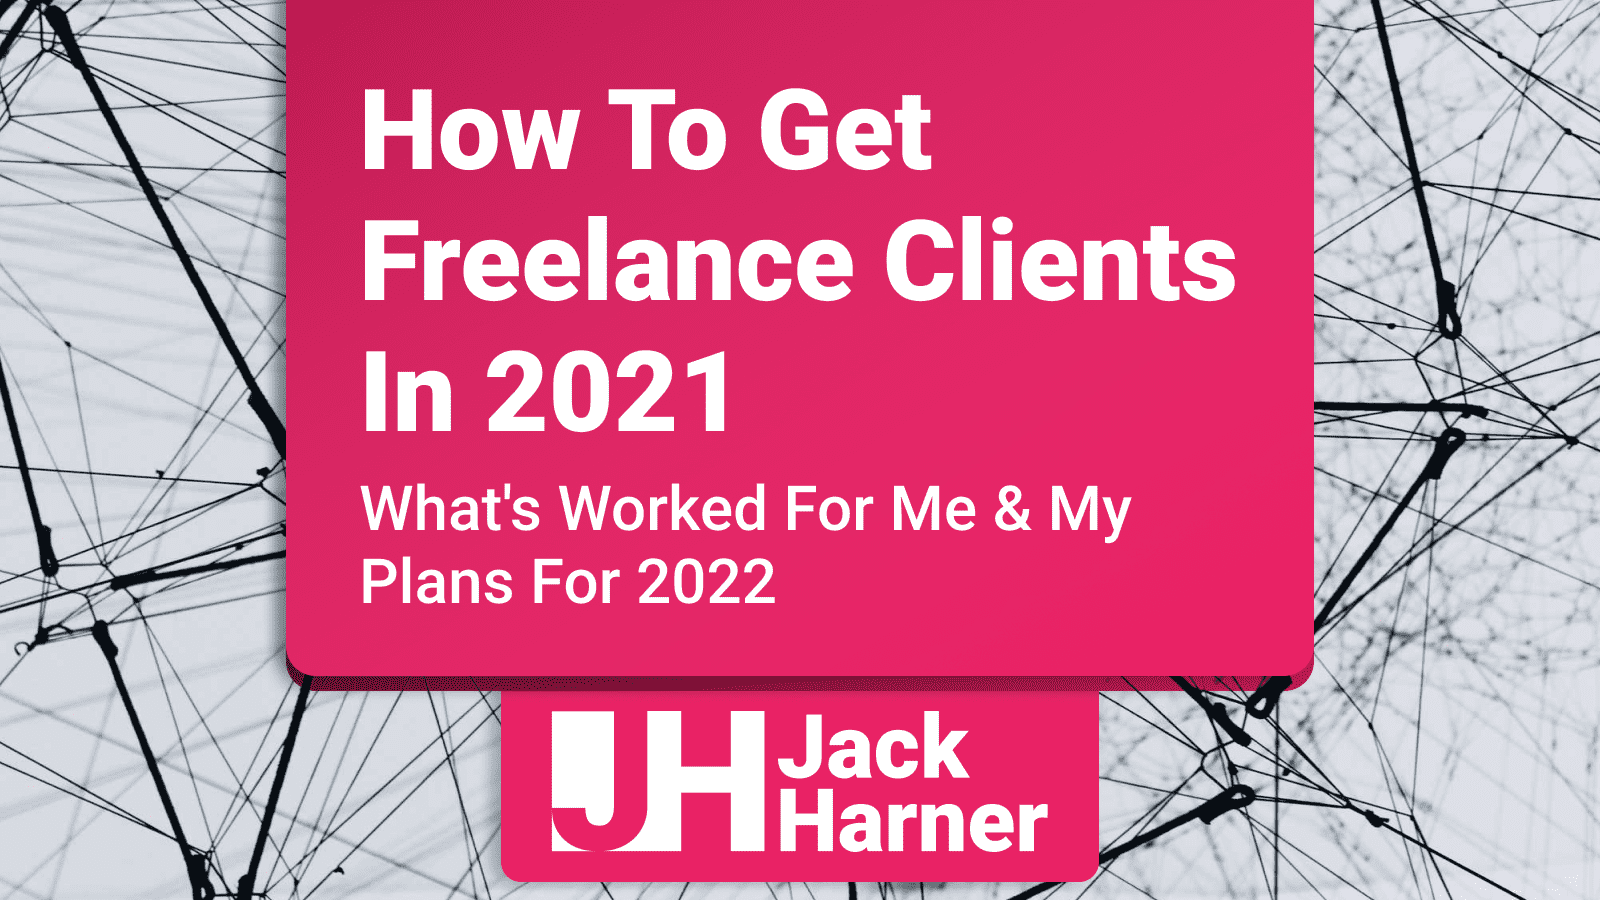 How To Get
Freelance Clients
In 2021
What's Worked For Me & My
Plans For 2022
JH
Jack
Harner